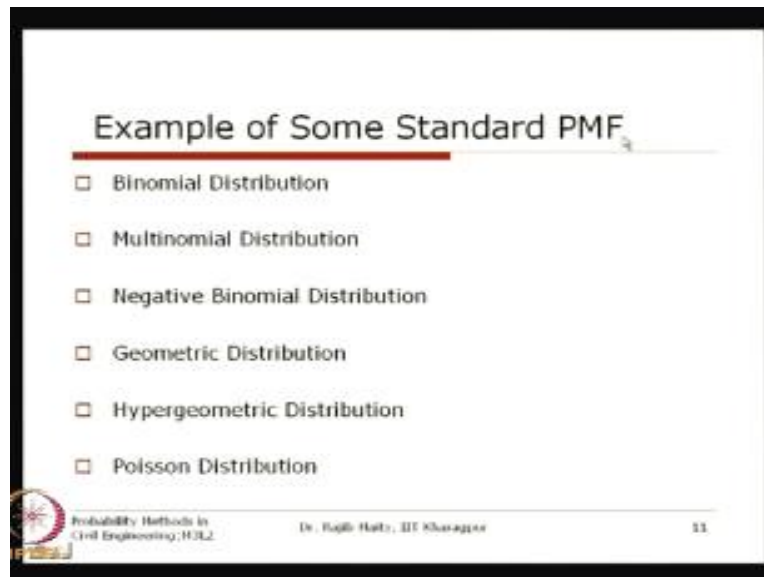 Example of Some Standard PMF
Binomial Distribution
Multinomial Distribution
Negative Binomial Distribution
Geometric Distribution
Hypergeometric Distribution
Poisson Distribution
Probability Methods in
Civil Engineering;M3L2
Dr. Rajib Maity, IIT Kharagpur
11